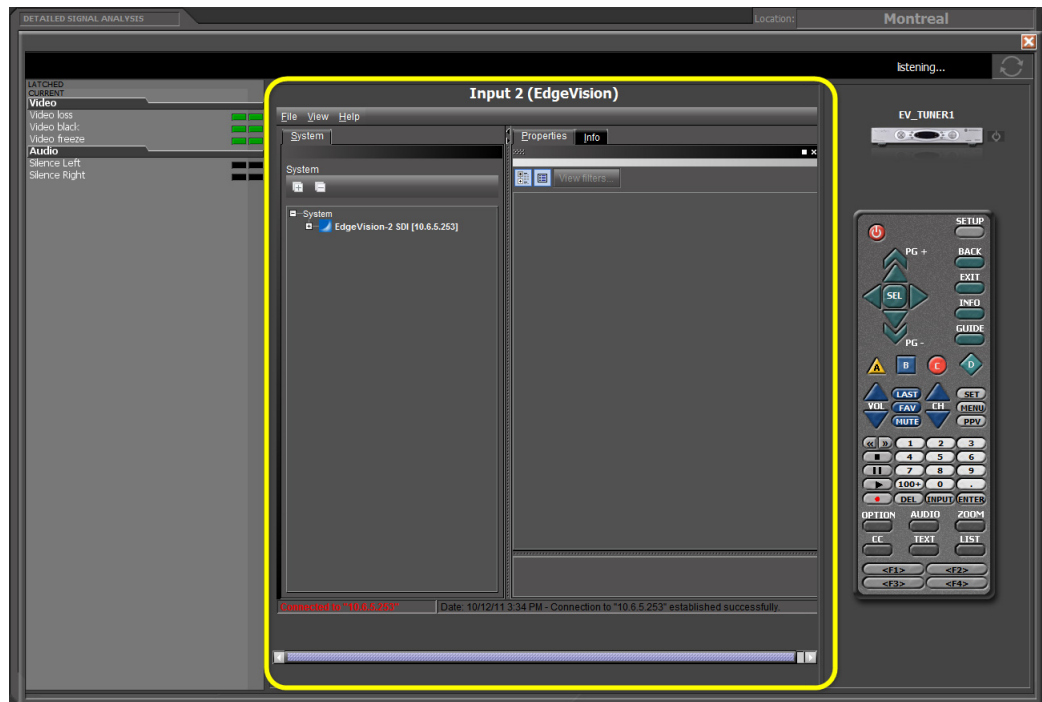 DETAILED SIGNAL ANALYSIS
Location:
Montreal
listening...
LATCHED
CURRENT
Video
Video loss
Video black:
Video freeze
Audio
Silence Left
Silence Right
Input 2 (EdgeVision)
File View Help
System
Properties Info
System
View filters...
System
EdgeVision-2 SDI [10.6.5.253]
Connected to "10.6.5.253"
Date: 10/12/11 3:34 PM - Connection to "10.6.5.253" established successfully.
EV_TUNER1
SETUP
PG + BACK
EXIT
SEL
INFO
GUIDE
PG -
A B C D
LAST SET
VOL FAV CH MENU
MUTE PPV
« » 1 2 3
4 5 6
7 8 9
100+ 0 .
DEL INPUT ENTER
OPTION AUDIO ZOOM
CC TEXT LIST
<F1> <F2>
<F3> <F4>